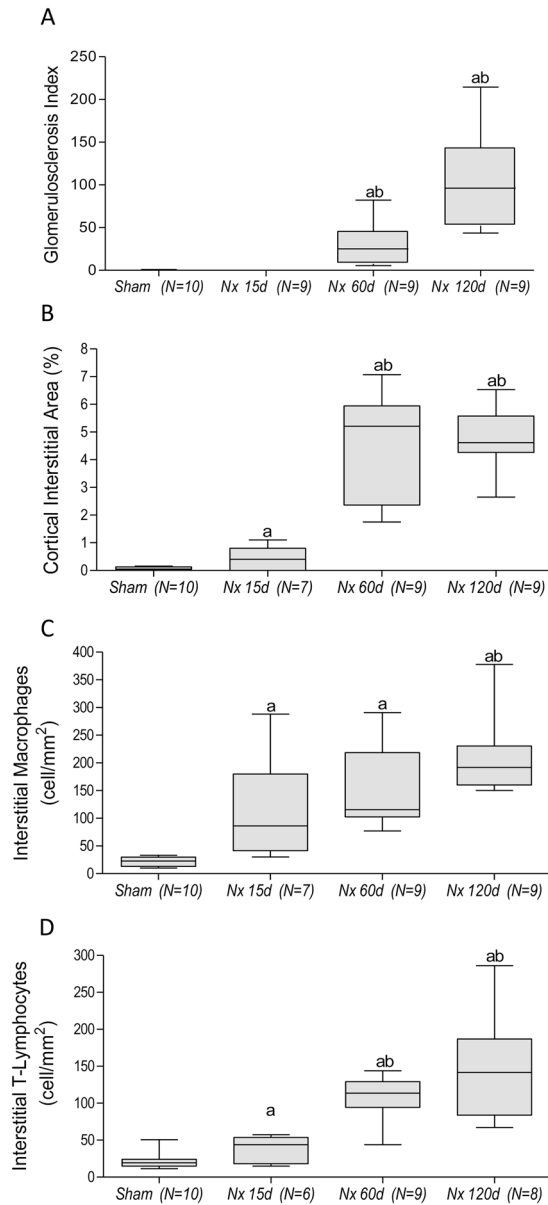 A
Glomerulosclerosis Index
250
200
150
100
50
0
ab
ab
Sham (N=10) Nx 15d (N=9) Nx 60d (N=9) Nx 120d (N=9)
B
Cortical Interstitial Area (%)
8
7
6
5
4
3
2
1
0
a
ab
ab
Sham (N=10) Nx 15d (N=7) Nx 60d (N=9) Nx 120d (N=9)
C
Interstitial Macrophages
(cell/mm²)
400
350
300
250
200
150
100
50
0
a
a
ab
Sham (N=10) Nx 15d (N=7) Nx 60d (N=9) Nx 120d (N=9)
D
Interstitial T-Lymphocytes
(cell/mm²)
300
250
200
150
100
50
0
a
ab
ab
Sham (N=10) Nx 15d (N=6) Nx 60d (N=9) Nx 120d (N=8)